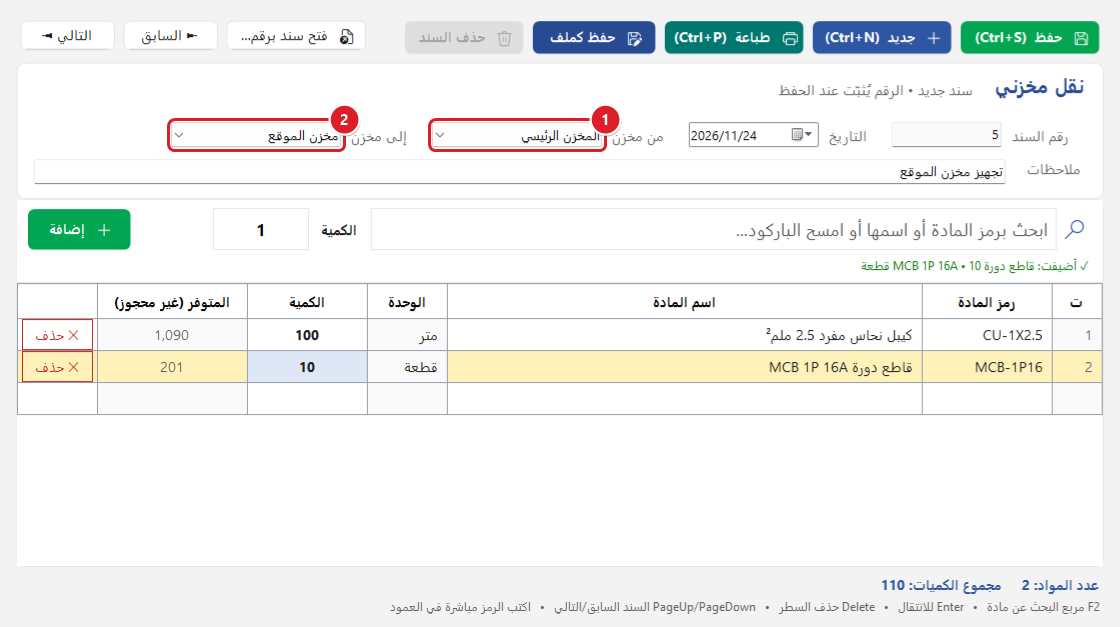 حفظ (Ctrl+S) جديد (Ctrl+N) طباعة (Ctrl+P) حفظ كملف حذف السند فتح سند برقم... السابق التالي
نقل مخزني سند جديد • الرقم يُثبّت عند الحفظ
1 2
رقم السند 5 التاريخ 2026/11/24 من مخزن المخزن الرئيسي إلى مخزن مخزن الموقع
ملاحظات تجهيز مخزن الموقع
ابحث برمز المادة أو اسمها أو امسح الباركود... الكمية 1 إضافة
✓ أضيفت: قاطع دورة MCB 1P 16A • 10 قطعة
ت رمز المادة اسم المادة الوحدة الكمية المتوفر (غير محجوز)
1 CU-1X2.5 كيبل نحاس مفرد 2.5 ملم² متر 100 1,090 حذف
2 MCB-1P16 قاطع دورة MCB 1P 16A قطعة 10 201 حذف
عدد المواد: 2 مجموع الكميات: 110
F2 مربع البحث عن مادة • Enter للانتقال • Delete حذف السطر • PageUp/PageDown السند السابق/التالي • اكتب الرمز مباشرة في العمود